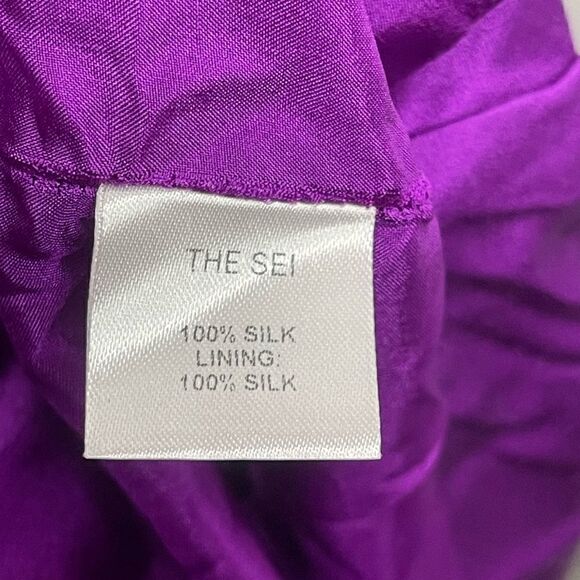 THE SEI
100% SILK
LINING:
100% SILK